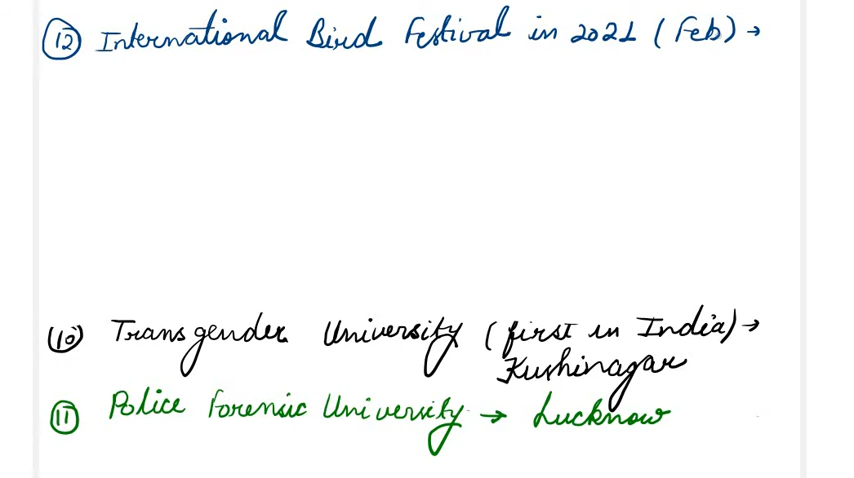 (12) International Bird Festival in 2021 (Feb) →
(10) Transgender University (first in India) →
Kushinagar
(11) Police Forensic University → Lucknow